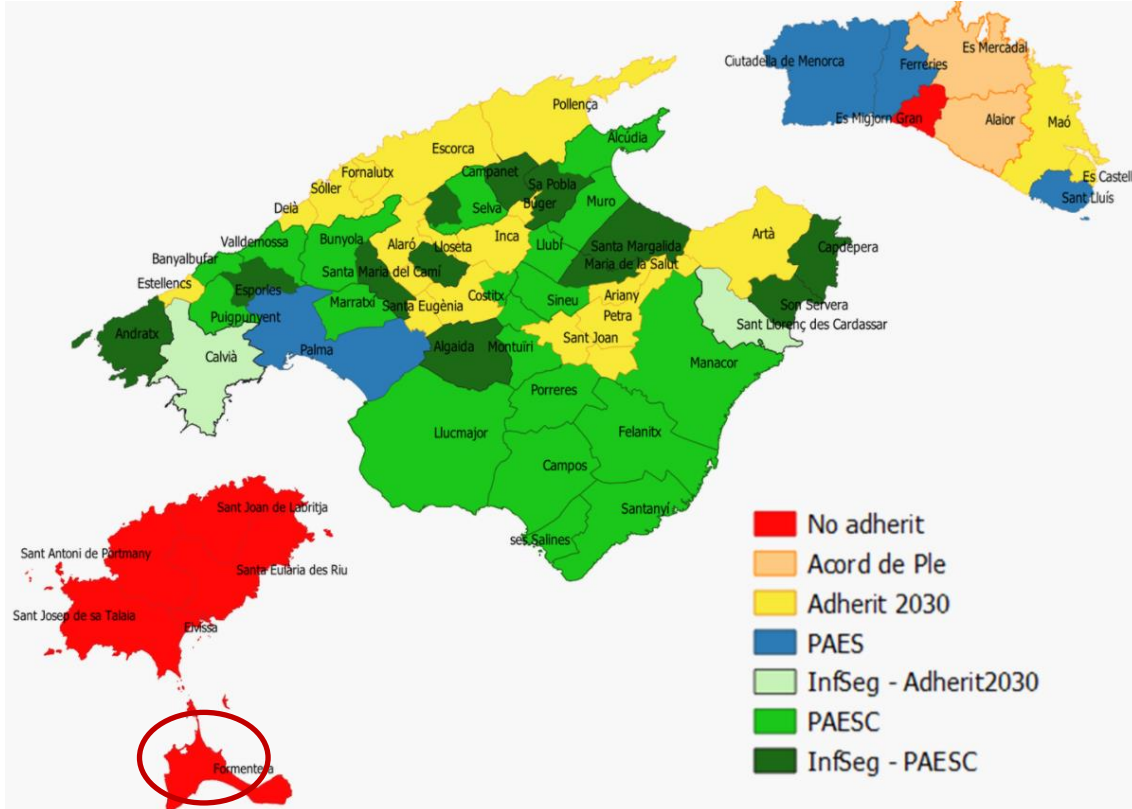 Es Mercadal
Ciutadella de Menorca
Ferreries
Es Migjorn Gran
Alaior
Maó
Es Castell
Sant Lluís
Pollença
Alcúdia
Escorca
Fornalutx
Campanet
Sa Pobla
Sóller
Búger
Selva
Muro
Deià
Valldemossa
Bunyola
Alaró
Lloseta
Inca
Llubí
Santa Margalida
Artà
Capdepera
Banyalbufar
Santa Maria del Camí
Maria de la Salut
Estellencs
Esporles
Costitx
Sineu
Ariany
Son Servera
Marratxí
Santa Eugènia
Puigpunyent
Petra
Sant Llorenç des Cardassar
Andratx
Calvià
Palma
Algaida
Montuïri
Sant Joan
Manacor
Porreres
Llucmajor
Felanitx
Campos
Santanyí
ses Salines
Sant Joan de Labritja
Sant Antoni de Portmany
Santa Eulària des Riu
Sant Josep de sa Talaia
Eivissa
Formentera
No adherit
Acord de Ple
Adherit 2030
PAES
InfSeg - Adherit2030
PAESC
InfSeg - PAESC